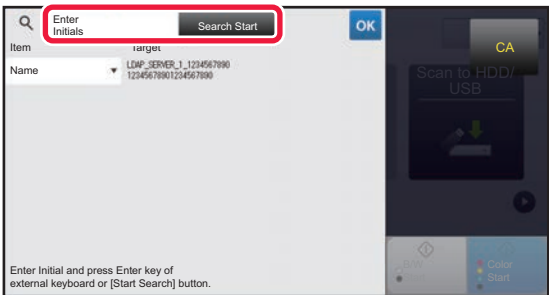 Enter
Initials
Search Start
OK
CA
Item
Target
Name
LDAP_SERVER_1_1234567890
12345678901234567890
Scan to HDD/
USB
B/W
Start
Color
Start
Enter Initial and press Enter key of
external keyboard or [Start Search] button.